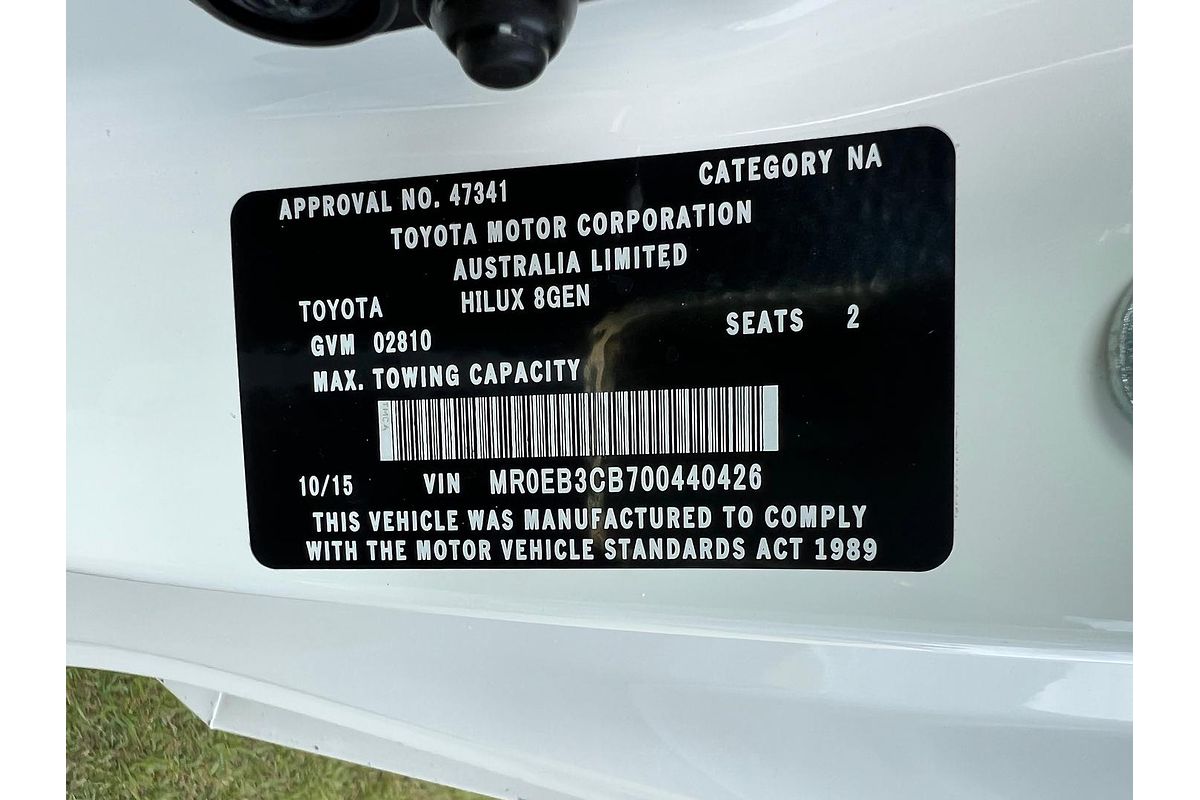 APPROVAL NO. 47341 CATEGORY NA
TOYOTA MOTOR CORPORATION
AUSTRALIA LIMITED
TOYOTA HILUX 8GEN
GVM 02810 SEATS 2
MAX. TOWING CAPACITY
TMCA
10/15 VIN MR0EB3CB700440426
THIS VEHICLE WAS MANUFACTURED TO COMPLY
WITH THE MOTOR VEHICLE STANDARDS ACT 1989